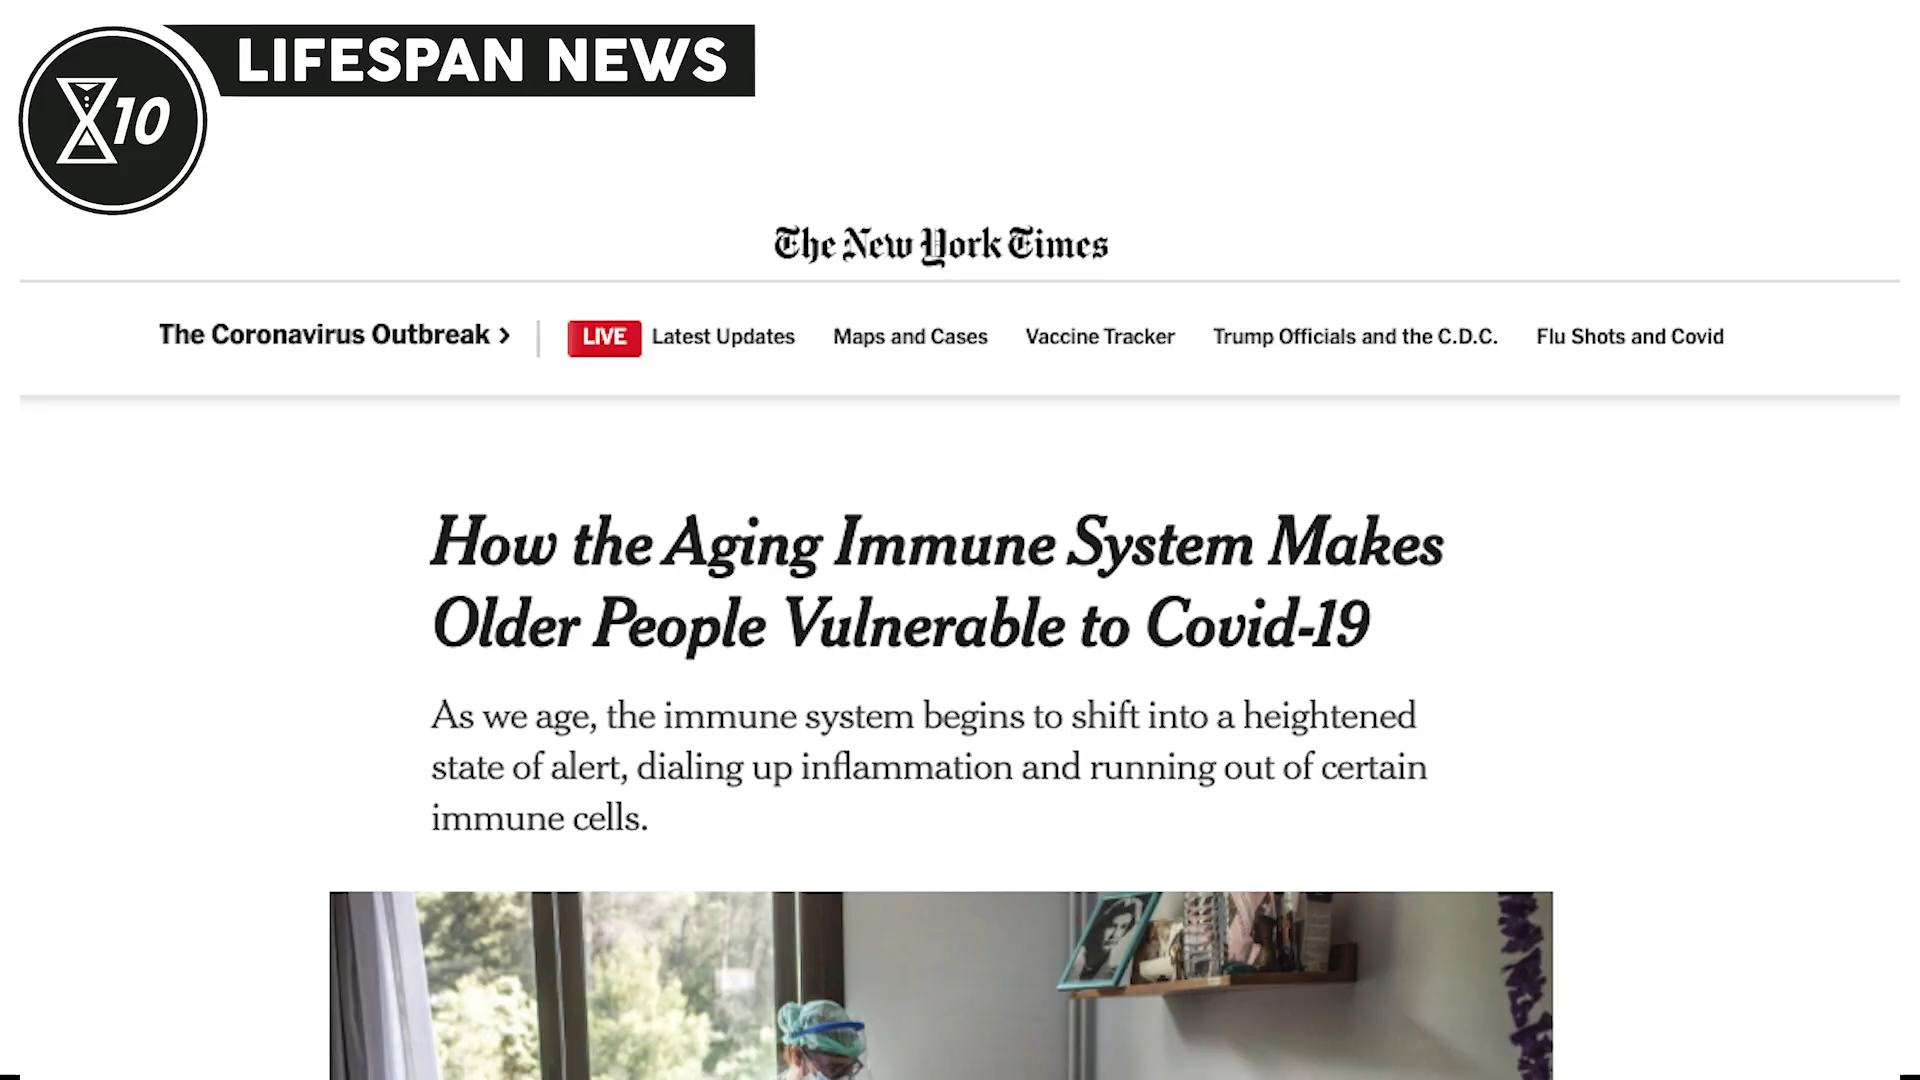 LIFESPAN NEWS
X10
The New York Times
The Coronavirus Outbreak >
LIVE Latest Updates Maps and Cases Vaccine Tracker Trump Officials and the C.D.C. Flu Shots and Covid
How the Aging Immune System Makes
Older People Vulnerable to Covid-19
As we age, the immune system begins to shift into a heightened
state of alert, dialing up inflammation and running out of certain
immune cells.